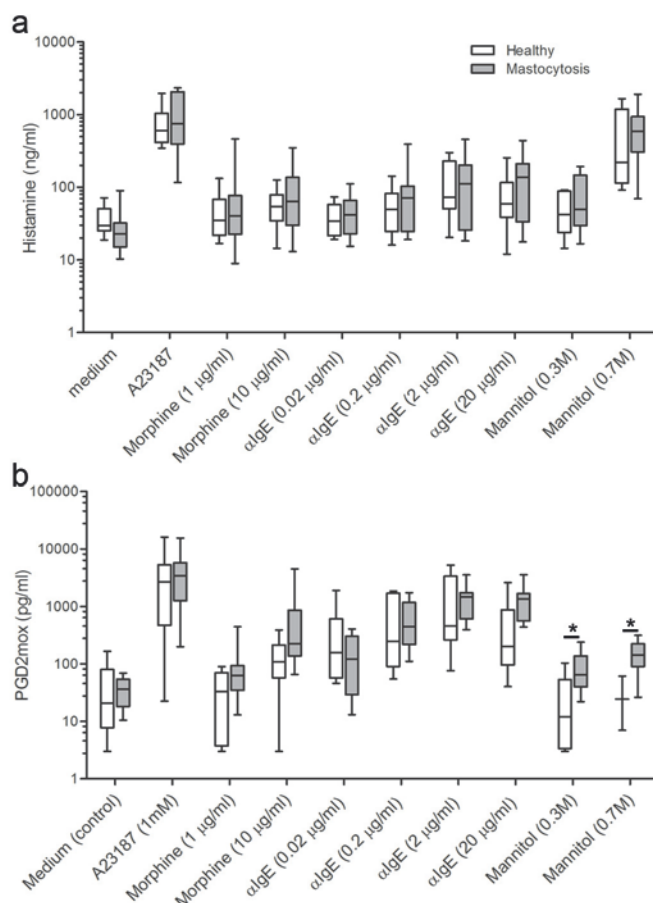 a
10000
1000
100
10
1
Histamine (ng/ml)
Healthy
Mastocytosis
medium
A23187
Morphine (1 μg/ml)
Morphine (10 μg/ml)
αIgE (0.02 μg/ml)
αIgE (0.2 μg/ml)
αIgE (2 μg/ml)
αgE (20 μg/ml)
Mannitol (0.3M)
Mannitol (0.7M)
b
100000
10000
1000
100
10
1
PGD2mox (pg/ml)
*
*
Medium (control)
A23187 (1mM)
Morphine (1 μg/ml)
Morphine (10 μg/ml)
αIgE (0.02 μg/ml)
αIgE (0.2 μg/ml)
αIgE (2 μg/ml)
αIgE (20 μg/ml)
Mannitol (0.3M)
Mannitol (0.7M)